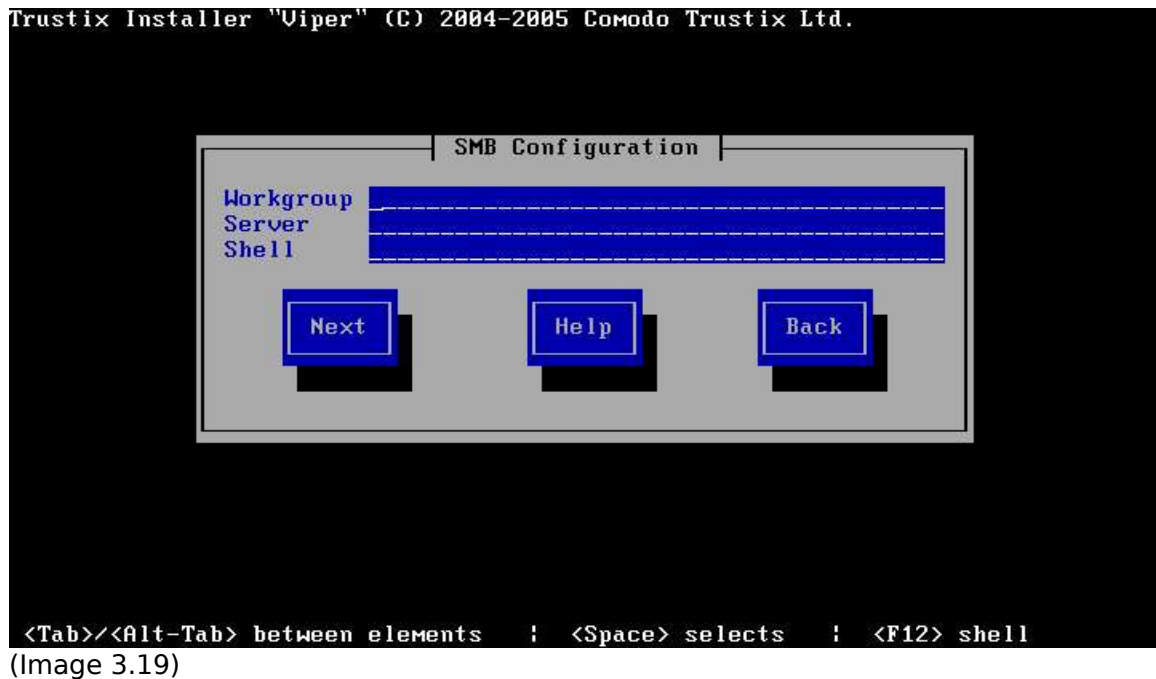 Trustix Installer "Viper" (C) 2004-2005 Comodo Trustix Ltd.
SMB Configuration
Workgroup
Server
Shell
Next Help Back
<Tab>/<Alt-Tab> between elements ¦ <Space> selects ¦ <F12> shell
(Image 3.19)